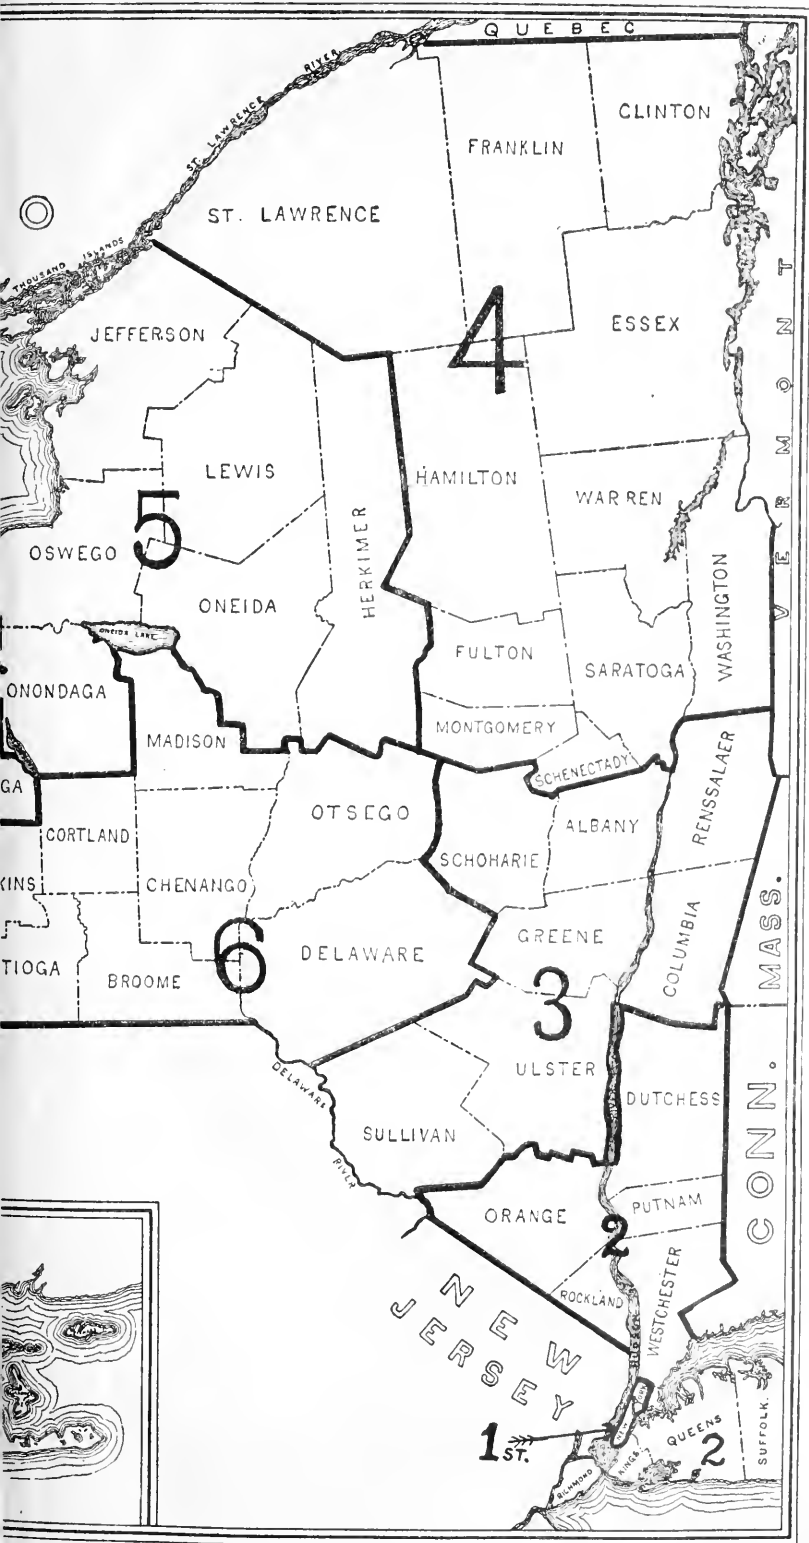 QUEBEC
ST. LAWRENCE RIVER
CLINTON
FRANKLIN
ST. LAWRENCE
THOUSAND ISLANDS
JEFFERSON
4
ESSEX
VERMONT
LEWIS
HAMILTON
WARREN
5
OSWEGO
HERKIMER
ONEIDA
WASHINGTON
ONEIDA LAKE
FULTON
SARATOGA
ONONDAGA
MONTGOMERY
MADISON
SCHENECTADY
GA
RENSSALAER
OTSEGO
ALBANY
CORTLAND
SCHOHARIE
KINS
CHENANGO
MASS.
COLUMBIA
GREENE
6
DELAWARE
TIOGA
BROOME
3
ULSTER
DELAWARE RIVER
DUTCHESS
SULLIVAN
CONN.
PUTNAM
ORANGE
2
WESTCHESTER
ROCKLAND
NEW
JERSEY
HUDSON
NEW YORK
1ST.
QUEENS
2
SUFFOLK.
KINGS
RICHMOND